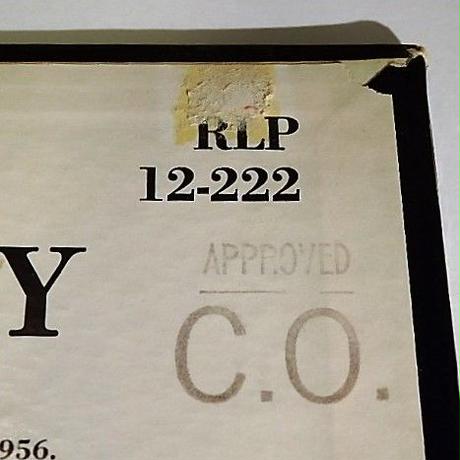 RLP
12-222
Y
APPROVED
C.O.
956.